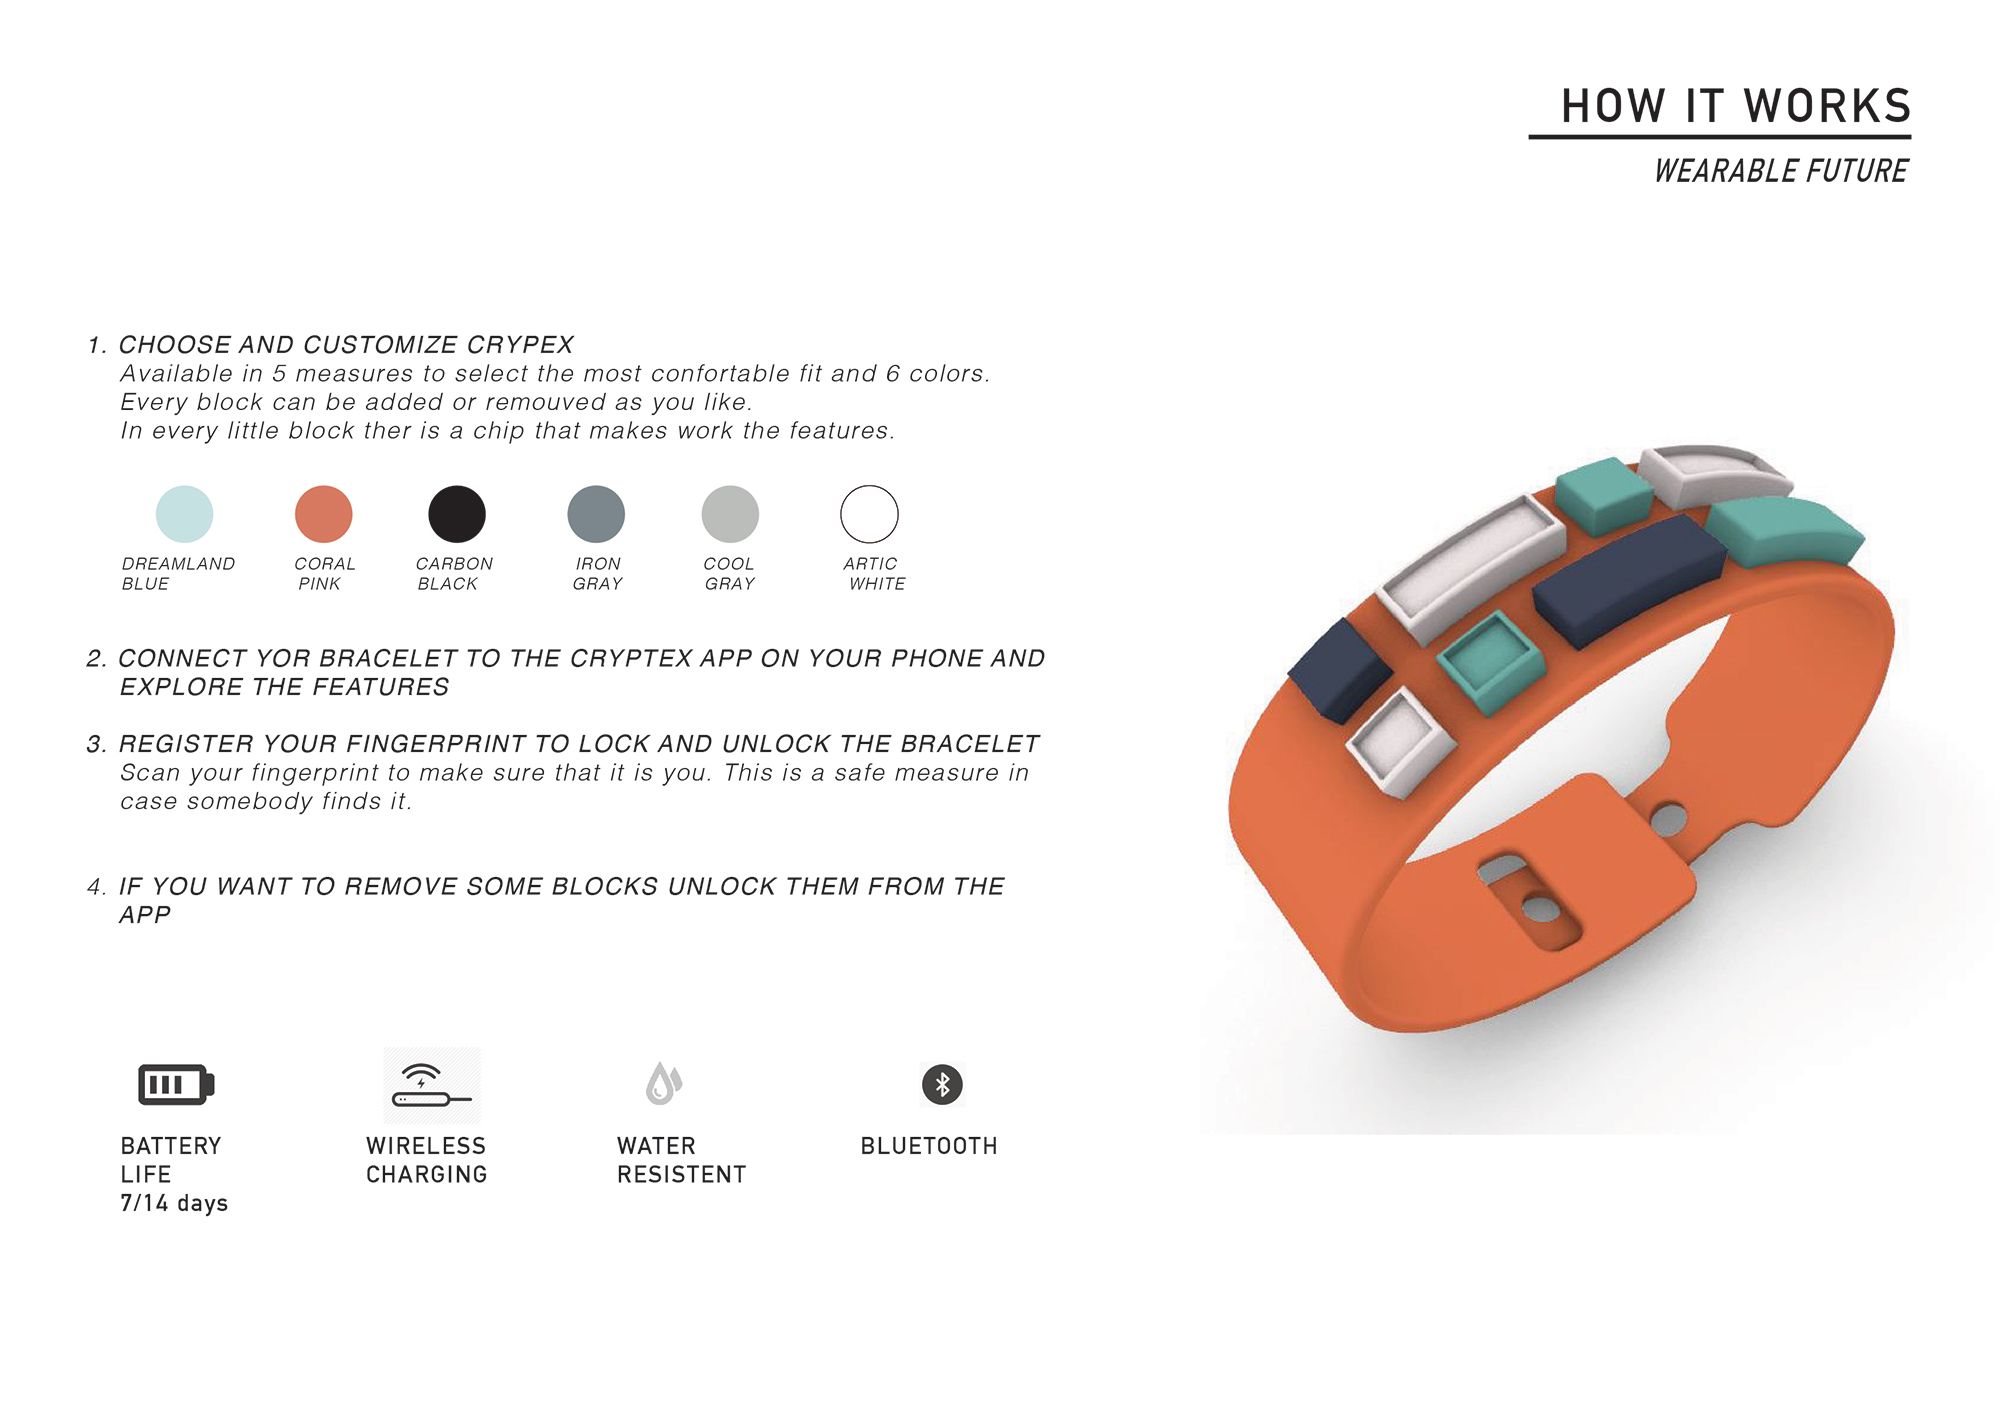 HOW IT WORKS
WEARABLE FUTURE
1. CHOOSE AND CUSTOMIZE CRYPEX
Available in 5 measures to select the most confortable fit and 6 colors.
Every block can be added or remouved as you like.
In every little block ther is a chip that makes work the features.
DREAMLAND
BLUE
CORAL
PINK
CARBON
BLACK
IRON
GRAY
COOL
GRAY
ARTIC
WHITE
2. CONNECT YOR BRACELET TO THE CRYPTEX APP ON YOUR PHONE AND
EXPLORE THE FEATURES
3. REGISTER YOUR FINGERPRINT TO LOCK AND UNLOCK THE BRACELET
Scan your fingerprint to make sure that it is you. This is a safe measure in
case somebody finds it.
4. IF YOU WANT TO REMOVE SOME BLOCKS UNLOCK THEM FROM THE
APP
BATTERY
LIFE
7/14 days
WIRELESS
CHARGING
WATER
RESISTENT
BLUETOOTH